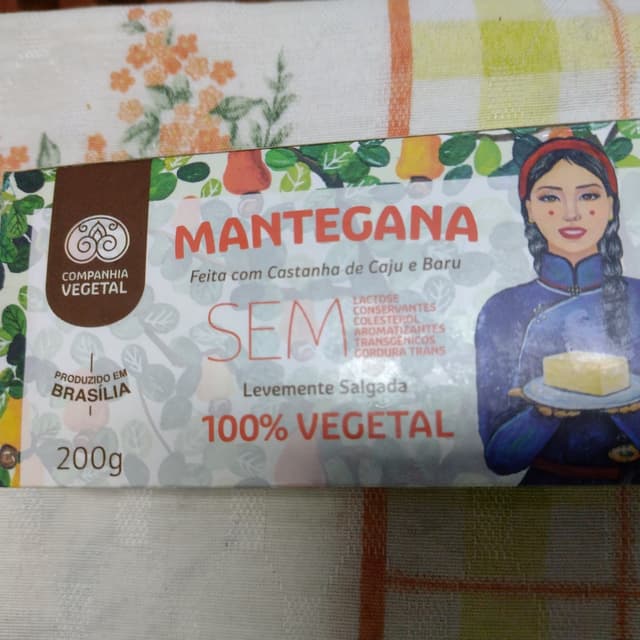 COMPANHIA
VEGETAL
MANTEGANA
Feita com Castanha de Caju e Baru
SEM
LACTOSE
CONSERVANTES
COLESTEROL
AROMATIZANTES
TRANSGÊNICOS
GORDURA TRANS
PRODUZIDO EM
BRASÍLIA
Levemente Salgada
100% VEGETAL
200g